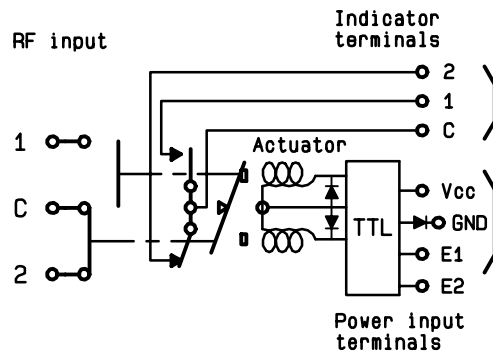 RF input
Indicator
terminals
2
1
C
Actuator
1
C
2
TTL
Vcc
GND
E1
E2
Power input
terminals